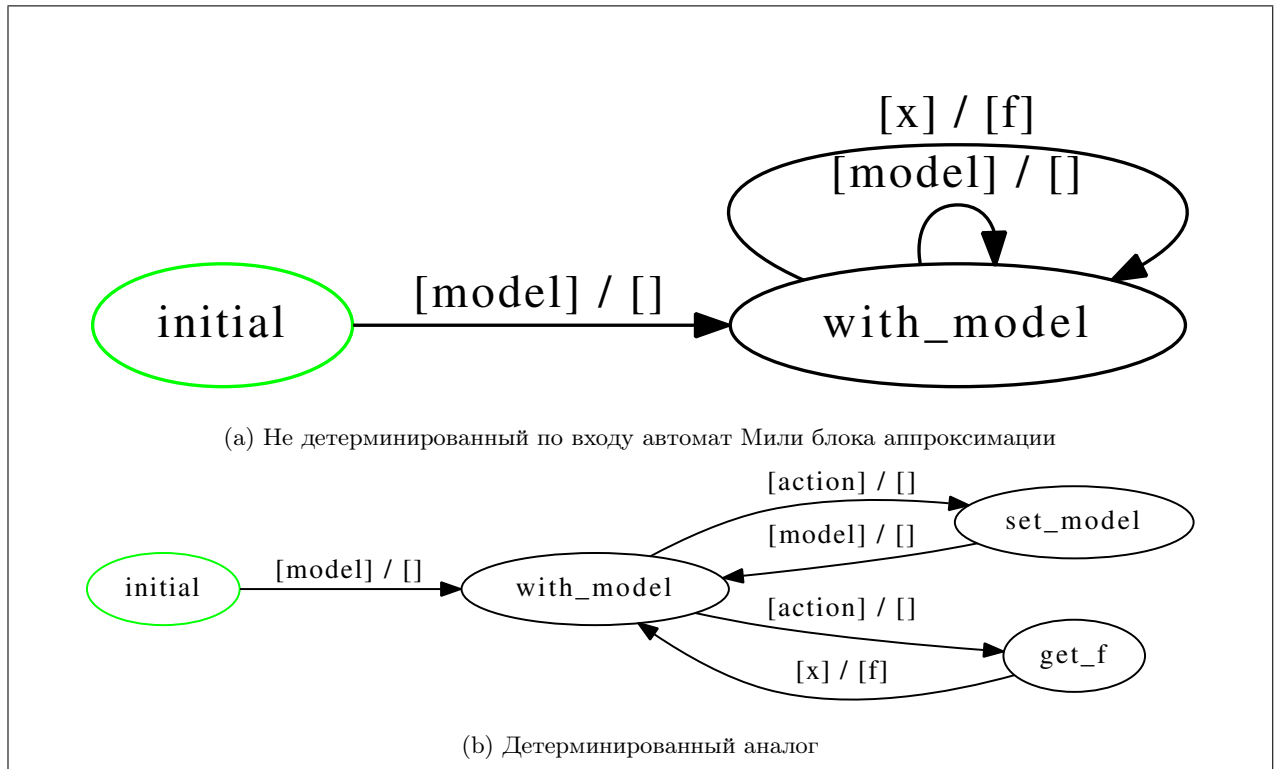 [x] / [f]
[model] / []
[model] / []
initial
with_model
(a) Не детерминированный по входу автомат Мили блока аппроксимации
[action] / []
set_model
[model] / []
[model] / []
initial
with_model
[action] / []
get_f
[x] / [f]
(b) Детерминированный аналог